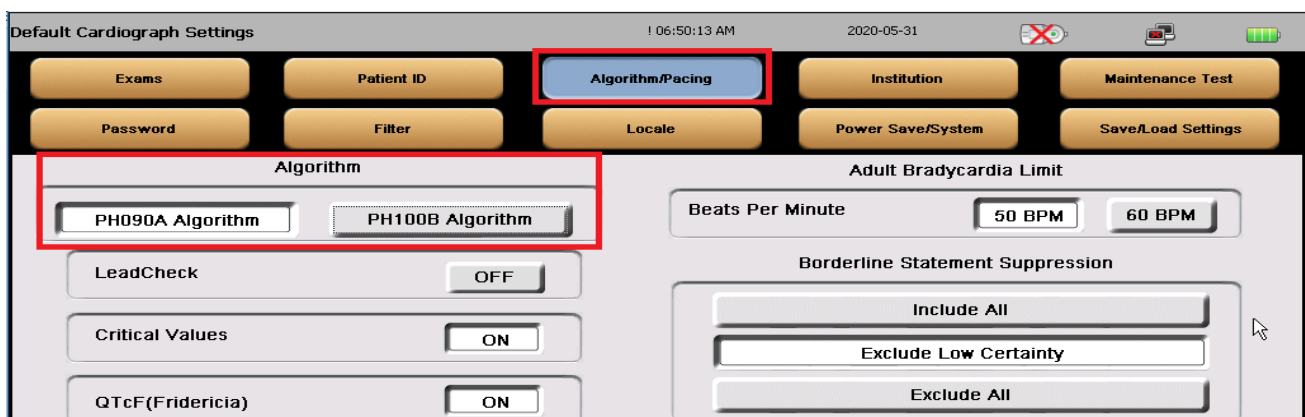 Default Cardiograph Settings ! 06:50:13 AM 2020-05-31
Exams Patient ID Algorithm/Pacing Institution Maintenance Test
Password Filter Locale Power Save/System Save/Load Settings
Algorithm
PH090A Algorithm PH100B Algorithm
LeadCheck OFF
Critical Values ON
QTcF(Fridericia) ON
Adult Bradycardia Limit
Beats Per Minute 50 BPM 60 BPM
Borderline Statement Suppression
Include All
Exclude Low Certainty
Exclude All